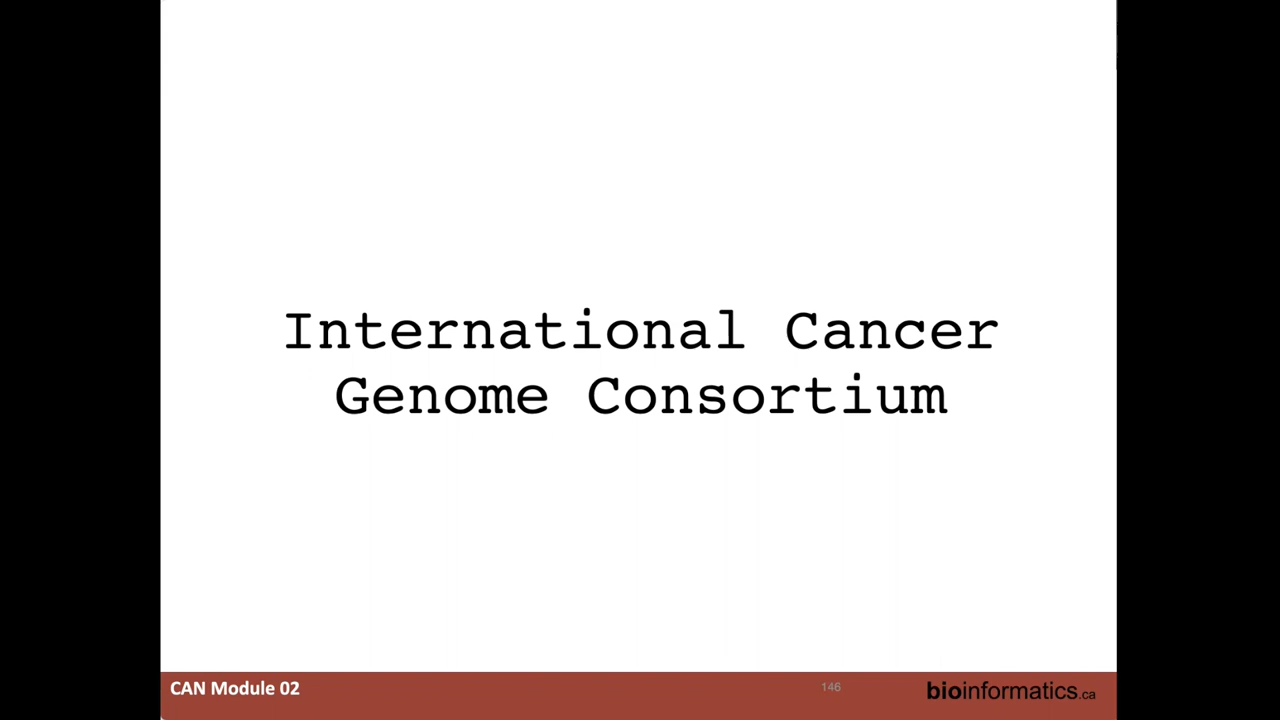 International Cancer
Genome Consortium
CAN Module 02
146
bioinformatics.ca